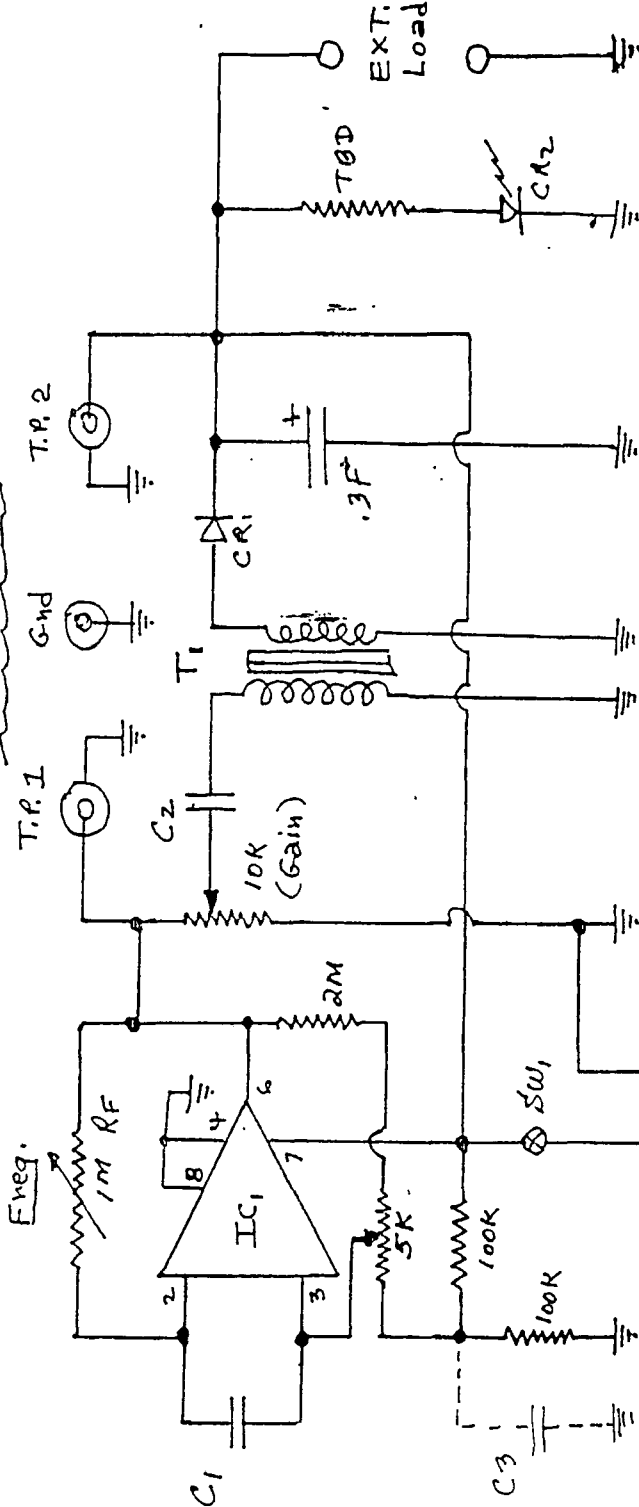 Freq.
1M RF
T.P. 1
Gnd
T.P. 2
2
3
8
4
6
7
IC1
C1
2M
5K
100K
100K
C3
SW1
10K
(Gain)
C2
T1
CR1
+
.3F
TBD
CR2
EXT.
Load